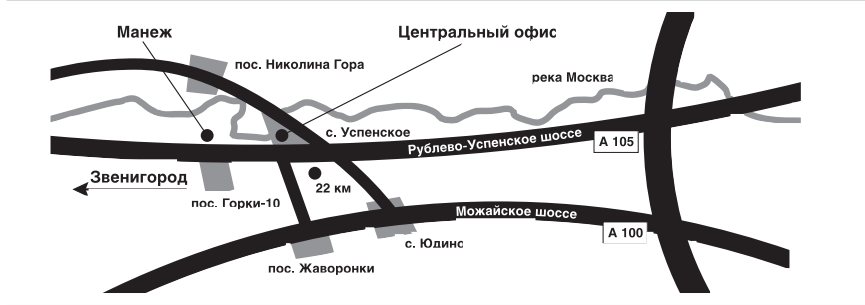 Манеж
Центральный офис
пос. Николина Гора
река Москва
с. Успенское
Рублево-Успенское шоссе
А 105
Звенигород
22 км
пос. Горки-10
Можайское шоссе
А 100
с. Юдино
пос. Жаворонки